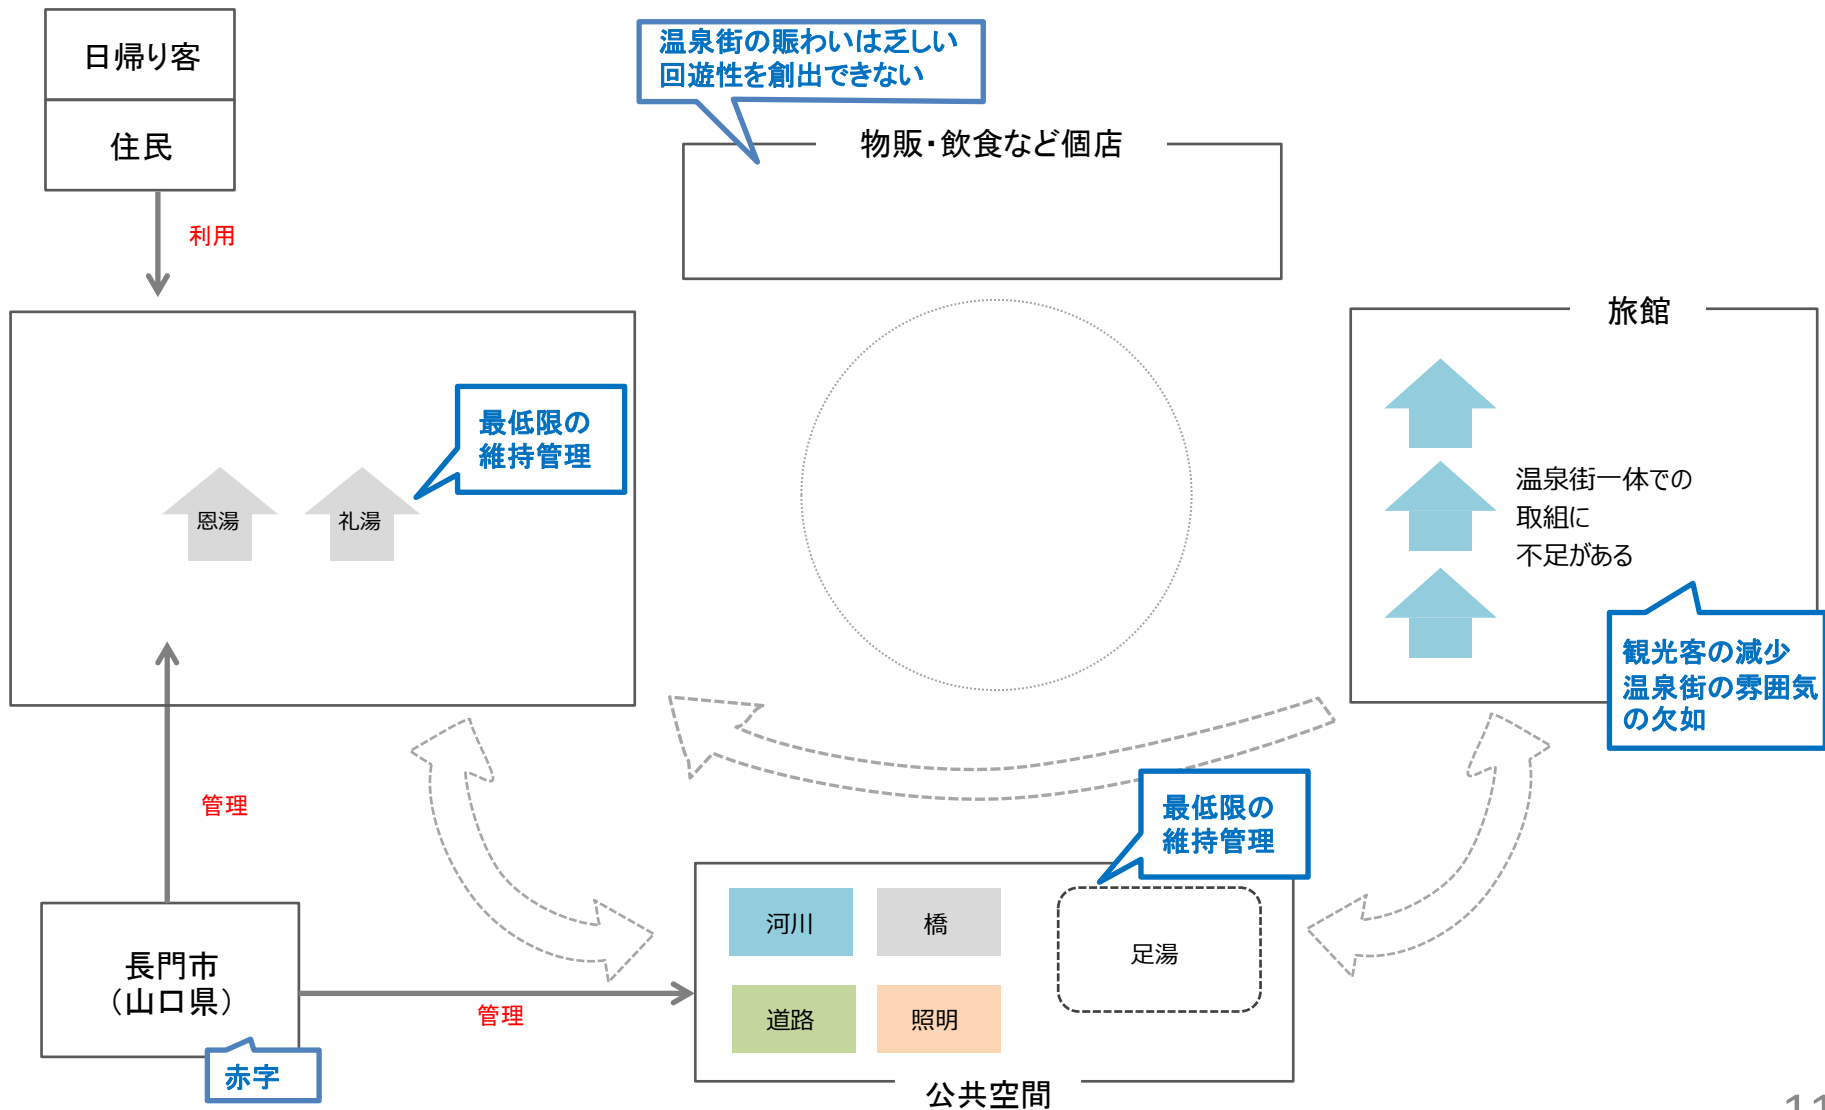 日帰り客
住民
利用
温泉街の賑わいは乏しい
回遊性を創出できない
物販・飲食など個店
旅館
最低限の
維持管理
恩湯
礼湯
温泉街一体での
取組に
不足がある
観光客の減少
温泉街の雰囲気
の欠如
管理
最低限の
維持管理
長門市
（山口県）
赤字
管理
河川
橋
足湯
道路
照明
公共空間
11